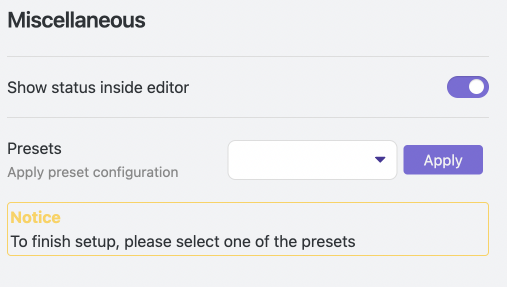 Miscellaneous
Show status inside editor
Presets
Apply preset configuration
Apply
Notice
To finish setup, please select one of the presets